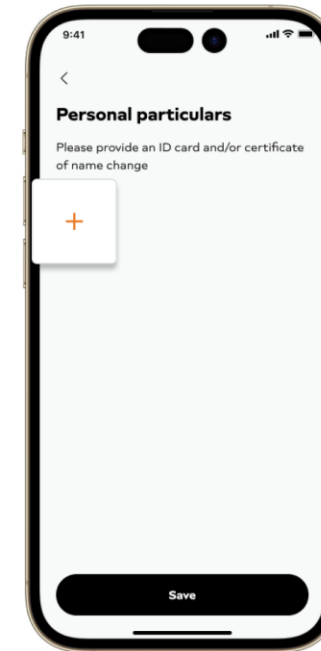 9:41
Personal particulars
Please provide an ID card and/or certificate
of name change
+
Save